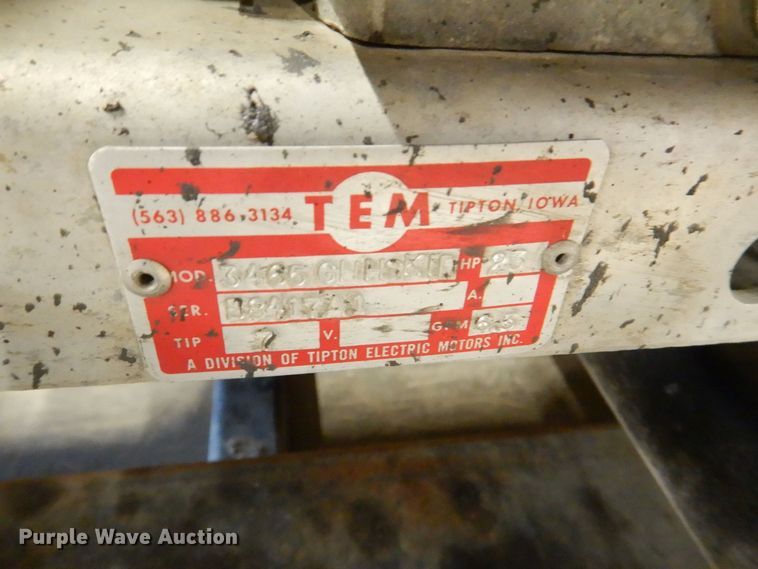 (563) 886.3134 TEM TIPTON, IOWA
MOD. HP 23
SER. A.
TIP 7 V. GPM 6.5
A DIVISION OF TIPTON ELECTRIC MOTORS INC.
Purple Wave Auction